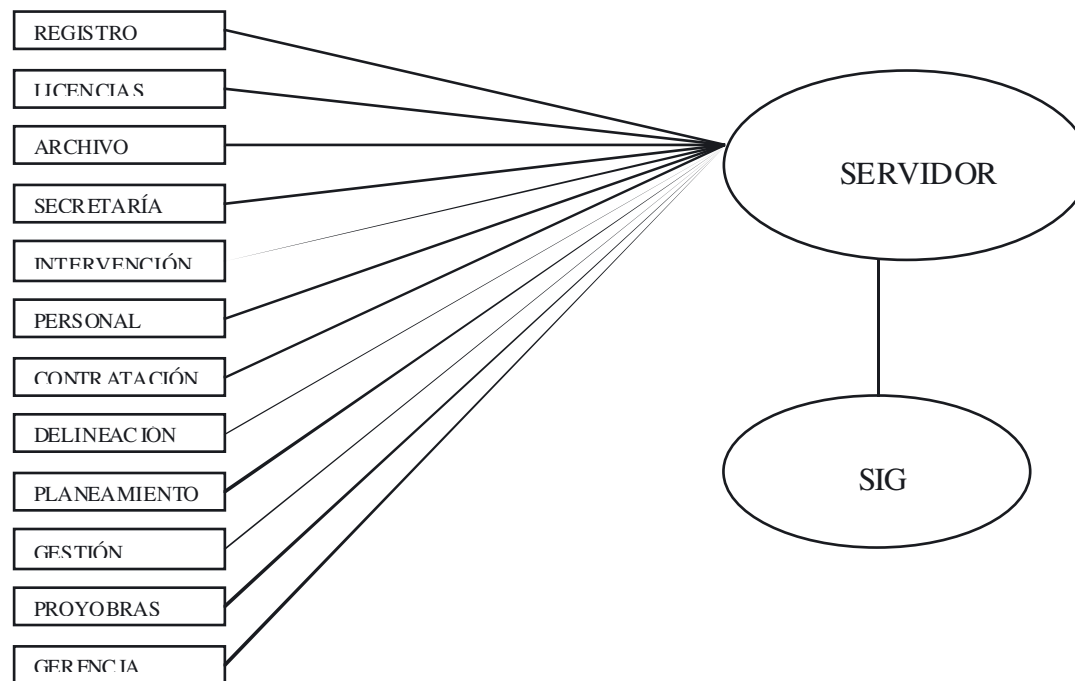 REGISTRO
LICENCIAS
ARCHIVO
SECRETARÍA
INTERVENCIÓN
PERSONAL
CONTRATACIÓN
DELINEACION
PLANEAMIENTO
GESTIÓN
PROYOBRAS
GERENCIA
SERVIDOR
SIG